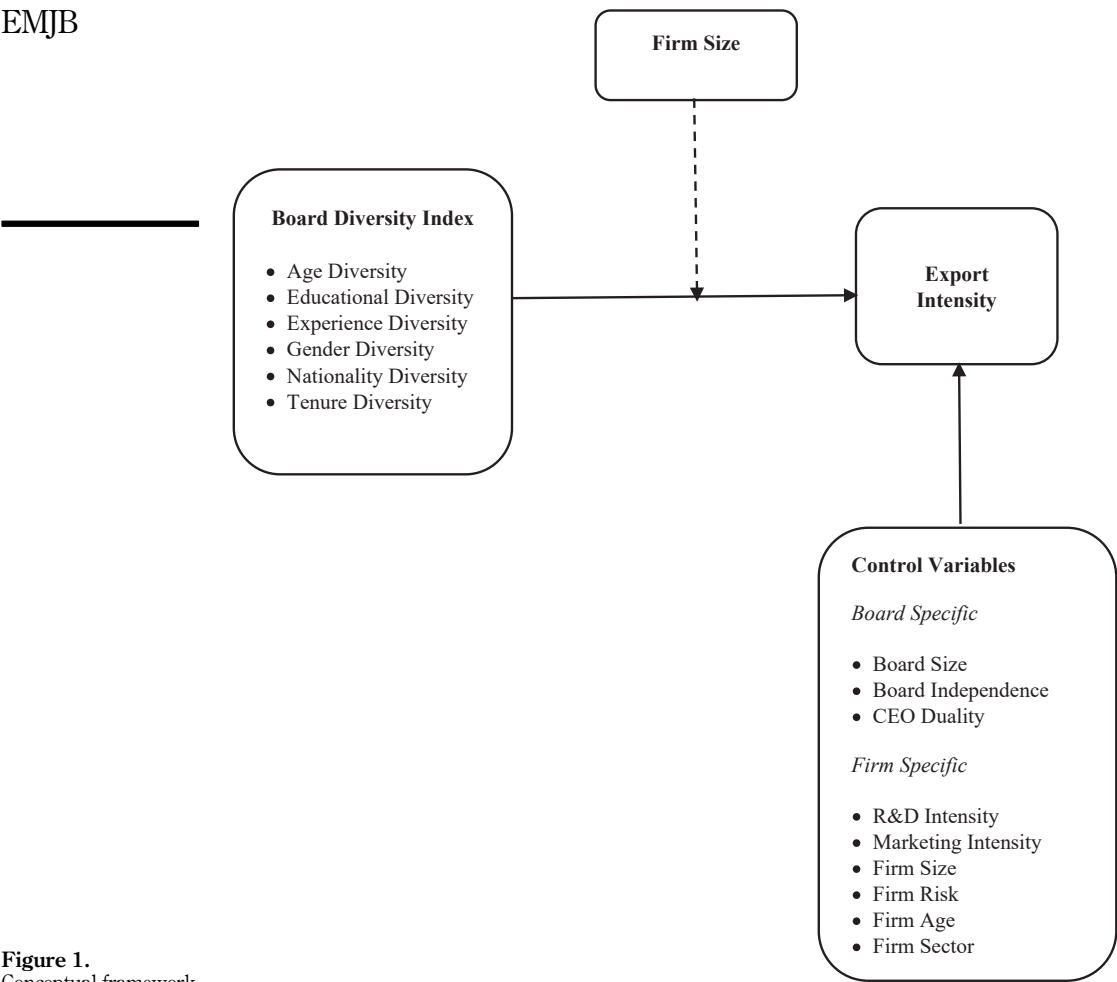 EMJB
Firm Size
Board Diversity Index
• Age Diversity
• Educational Diversity
• Experience Diversity
• Gender Diversity
• Nationality Diversity
• Tenure Diversity
Export
Intensity
Control Variables
Board Specific
• Board Size
• Board Independence
• CEO Duality
Firm Specific
• R&D Intensity
• Marketing Intensity
• Firm Size
• Firm Risk
• Firm Age
• Firm Sector
Figure 1.
Conceptual framework